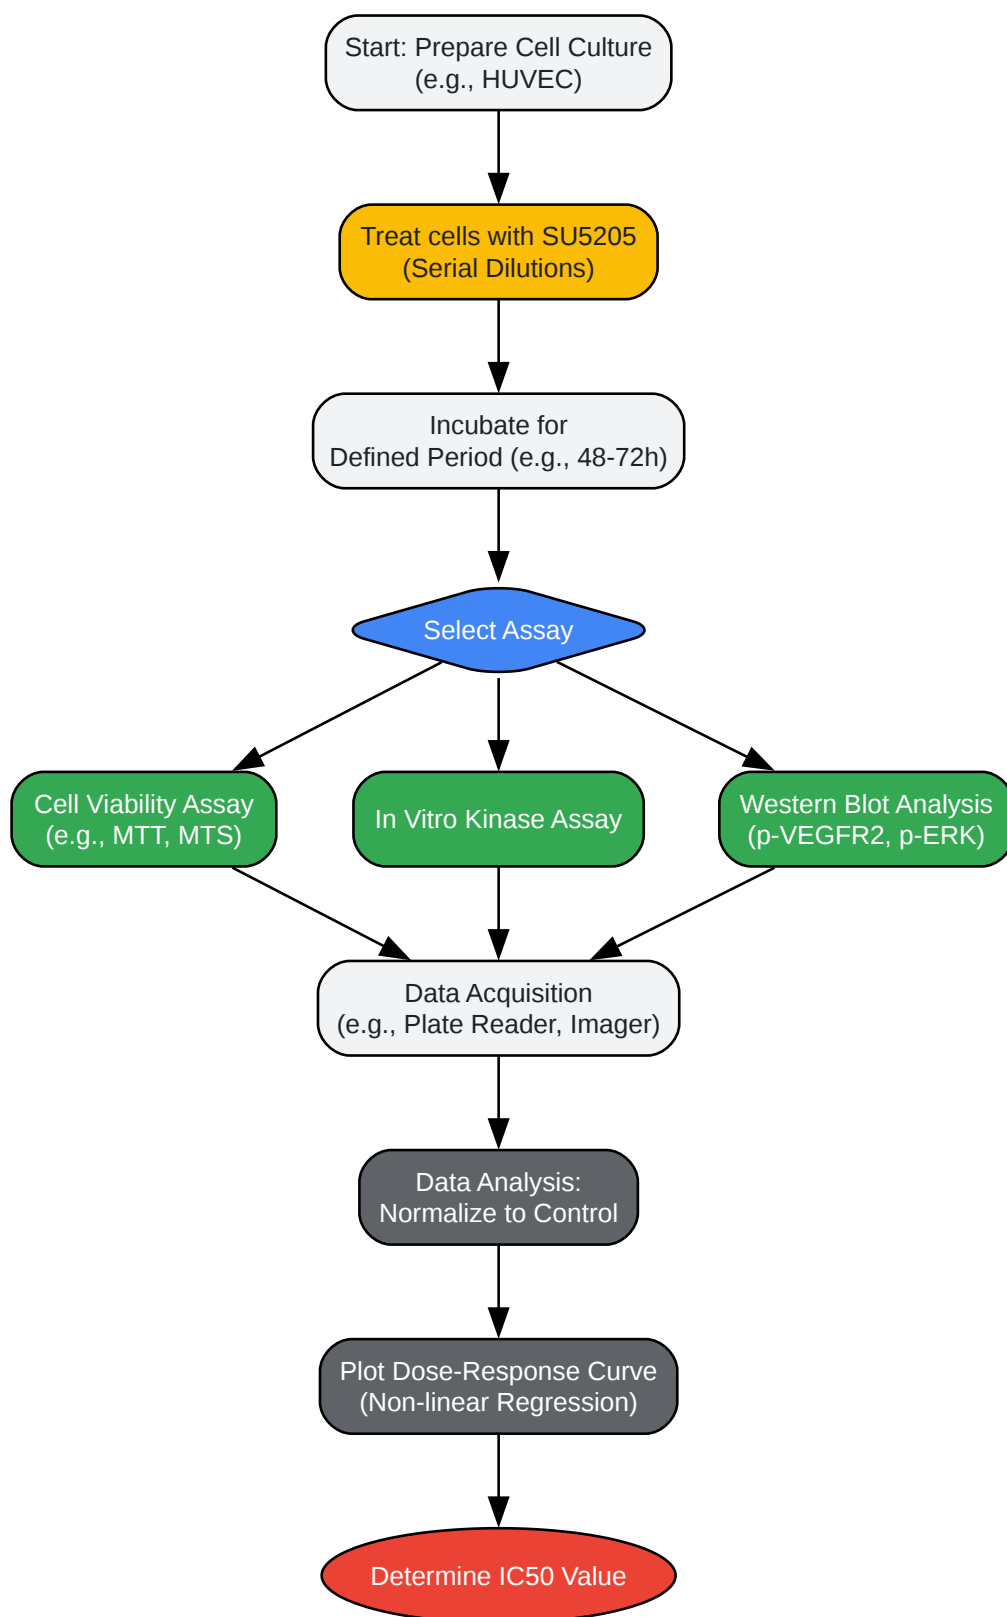 Start: Prepare Cell Culture
(e.g., HUVEC)
Treat cells with SU5205
(Serial Dilutions)
Incubate for
Defined Period (e.g., 48-72h)
Select Assay
Cell Viability Assay
(e.g., MTT, MTS)
In Vitro Kinase Assay
Western Blot Analysis
(p-VEGFR2, p-ERK)
Data Acquisition
(e.g., Plate Reader, Imager)
Data Analysis:
Normalize to Control
Plot Dose-Response Curve
(Non-linear Regression)
Determine IC50 Value